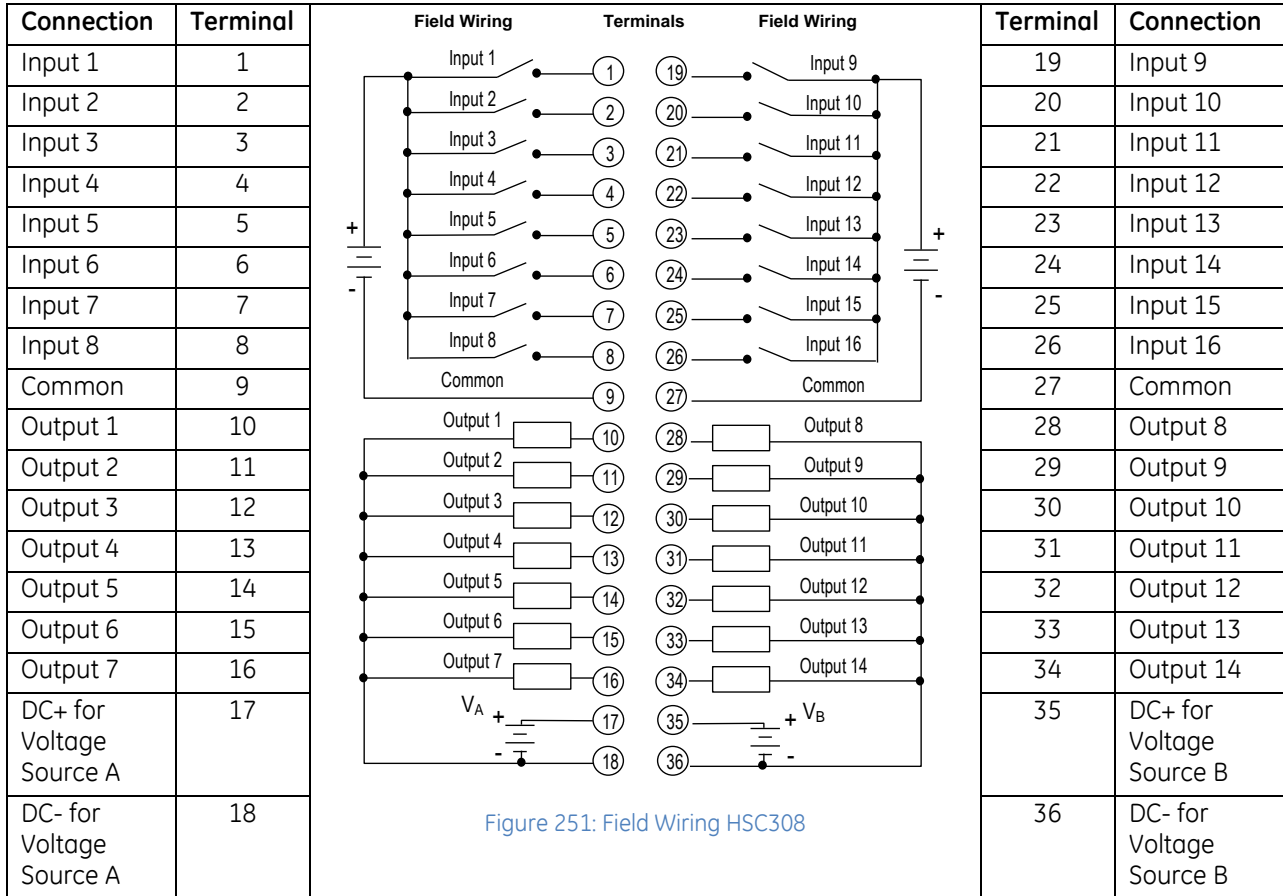 Connection Terminal Field Wiring Terminals Field Wiring Terminal Connection
Input 1 1 Input 1 1 19 Input 9 19 Input 9
Input 2 2 Input 2 2 20 Input 10 20 Input 10
Input 3 3 Input 3 3 21 Input 11 21 Input 11
Input 4 4 Input 4 4 22 Input 12 22 Input 12
Input 5 5 + Input 5 5 23 Input 13 + 23 Input 13
Input 6 6 - Input 6 6 24 Input 14 - 24 Input 14
Input 7 7 Input 7 7 25 Input 15 25 Input 15
Input 8 8 Input 8 8 26 Input 16 26 Input 16
Common 9 Common 9 27 Common 27 Common
Output 1 10 Output 1 10 28 Output 8 28 Output 8
Output 2 11 Output 2 11 29 Output 9 29 Output 9
Output 3 12 Output 3 12 30 Output 10 30 Output 10
Output 4 13 Output 4 13 31 Output 11 31 Output 11
Output 5 14 Output 5 14 32 Output 12 32 Output 12
Output 6 15 Output 6 15 33 Output 13 33 Output 13
Output 7 16 Output 7 16 34 Output 14 34 Output 14
DC+ for 17 VA + 17 35 + VB 35 DC+ for
Voltage - 18 36 - Voltage
Source A Source B
DC- for 18 Figure 251: Field Wiring HSC308 36 DC- for
Voltage Voltage
Source A Source B